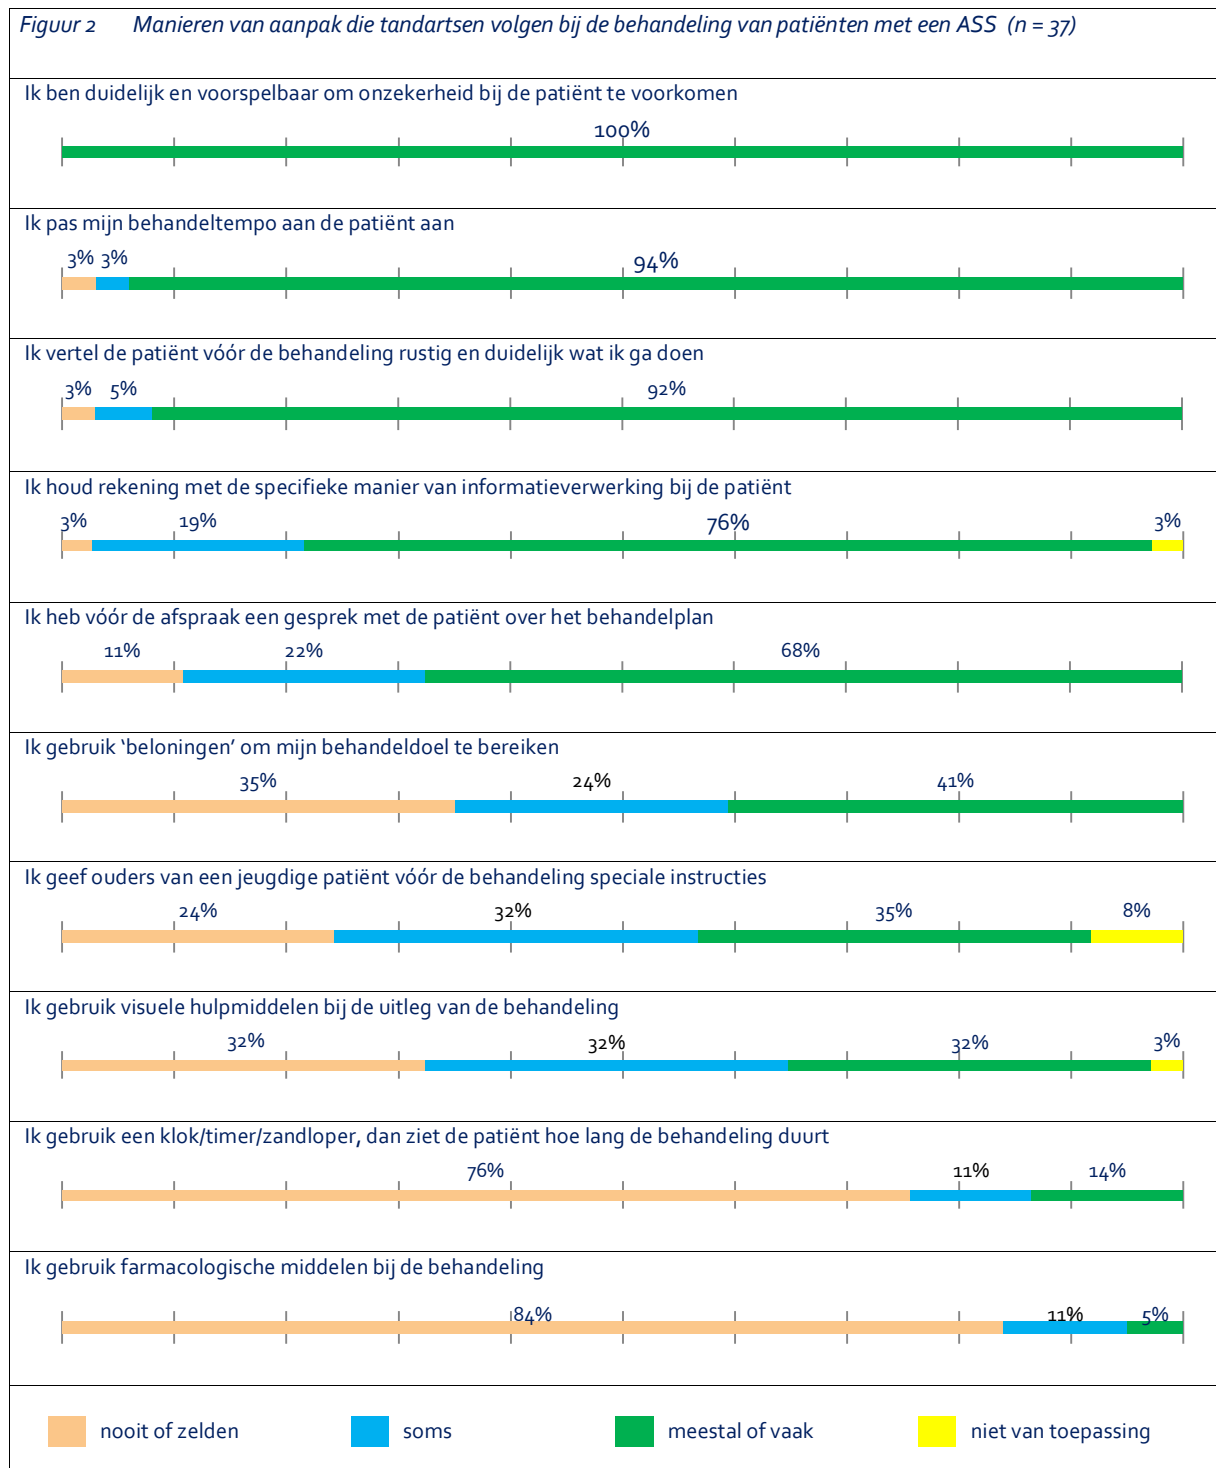 Figuur 2 Manieren van aanpak die tandartsen volgen bij de behandeling van patiënten met een ASS (n = 37)
Ik ben duidelijk en voorspelbaar om onzekerheid bij de patiënt te voorkomen
100%
Ik pas mijn behandeltempo aan de patiënt aan
3% 3% 94%
Ik vertel de patiënt vóór de behandeling rustig en duidelijk wat ik ga doen
3% 5% 92%
Ik houd rekening met de specifieke manier van informatieverwerking bij de patiënt
3% 19% 76% 3%
Ik heb vóór de afspraak een gesprek met de patiënt over het behandelplan
11% 22% 68%
Ik gebruik ‘beloningen’ om mijn behandeldoel te bereiken
35% 24% 41%
Ik geef ouders van een jeugdige patiënt vóór de behandeling speciale instructies
24% 32% 35% 8%
Ik gebruik visuele hulpmiddelen bij de uitleg van de behandeling
32% 32% 32% 3%
Ik gebruik een klok/timer/zandloper, dan ziet de patiënt hoe lang de behandeling duurt
76% 11% 14%
Ik gebruik farmacologische middelen bij de behandeling
84% 11% 5%
nooit of zelden soms meestal of vaak niet van toepassing